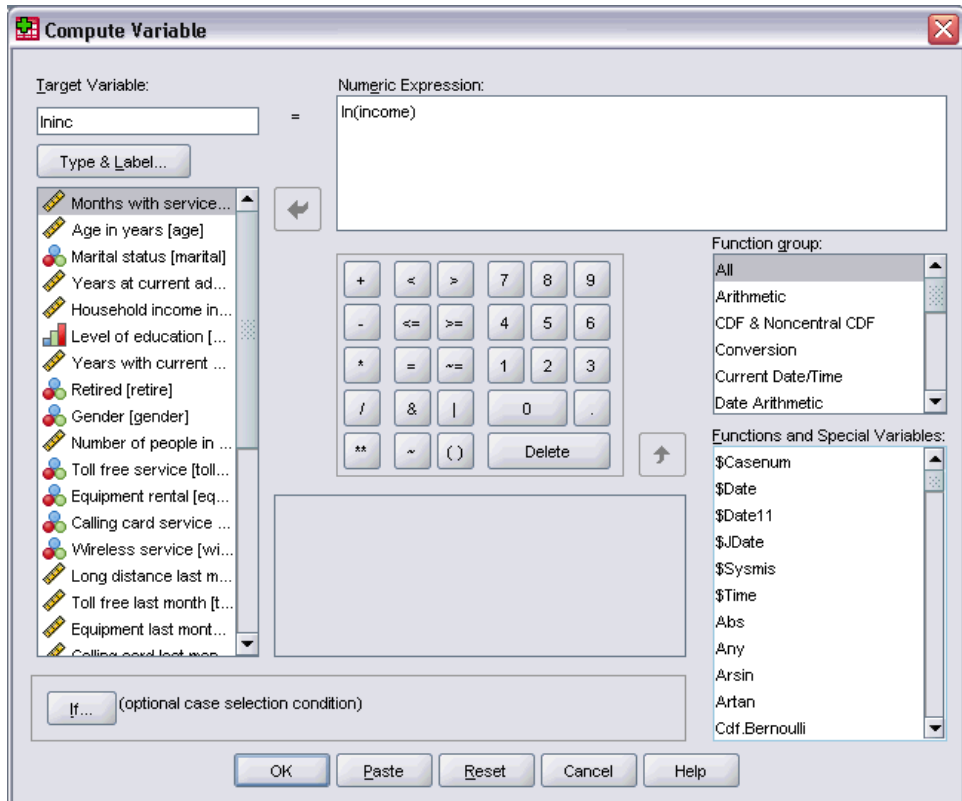 Compute Variable
Target Variable:
lninc
=
Numeric Expression:
ln(income)
Type & Label...
Months with service...
Age in years [age]
Marital status [marital]
Years at current ad...
Household income in...
Level of education [...
Years with current ...
Retired [retire]
Gender [gender]
Number of people in ...
Toll free service [toll...
Equipment rental [eq...
Calling card service ...
Wireless service [wi...
Long distance last m...
Toll free last month [t...
Equipment last mont...
Calling card last mon...
+ < > 7 8 9
- <= >= 4 5 6
* = ~= 1 2 3
/ & | 0 .
** ~ ( ) Delete
Function group:
All
Arithmetic
CDF & Noncentral CDF
Conversion
Current Date/Time
Date Arithmetic
Functions and Special Variables:
$Casenum
$Date
$Date11
$JDate
$Sysmis
$Time
Abs
Any
Arsin
Artan
Cdf.Bernoulli
If... (optional case selection condition)
OK Paste Reset Cancel Help